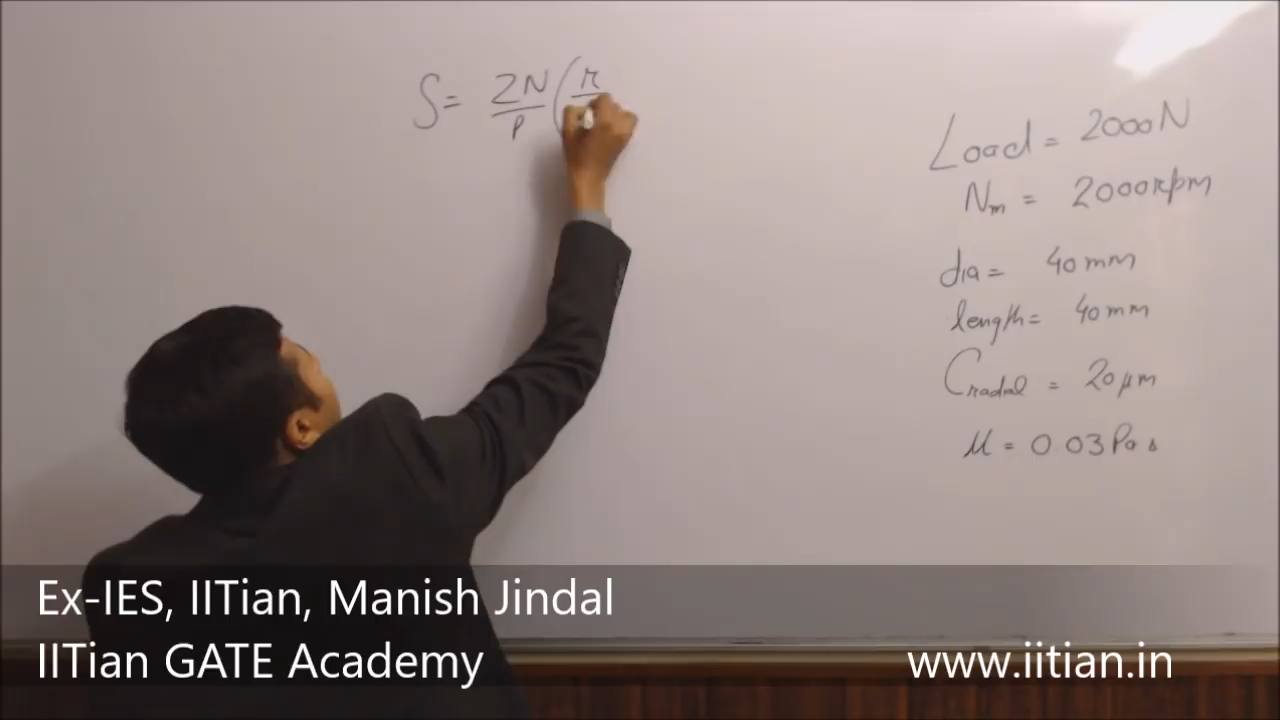 S = ZN/P (r/
Load = 2000N
Nm = 2000rpm
dia = 40mm
length = 40mm
Cradial = 20μm
μ = 0.03Pa s
Ex-IES, IITian, Manish Jindal
IITian GATE Academy
www.iitian.in